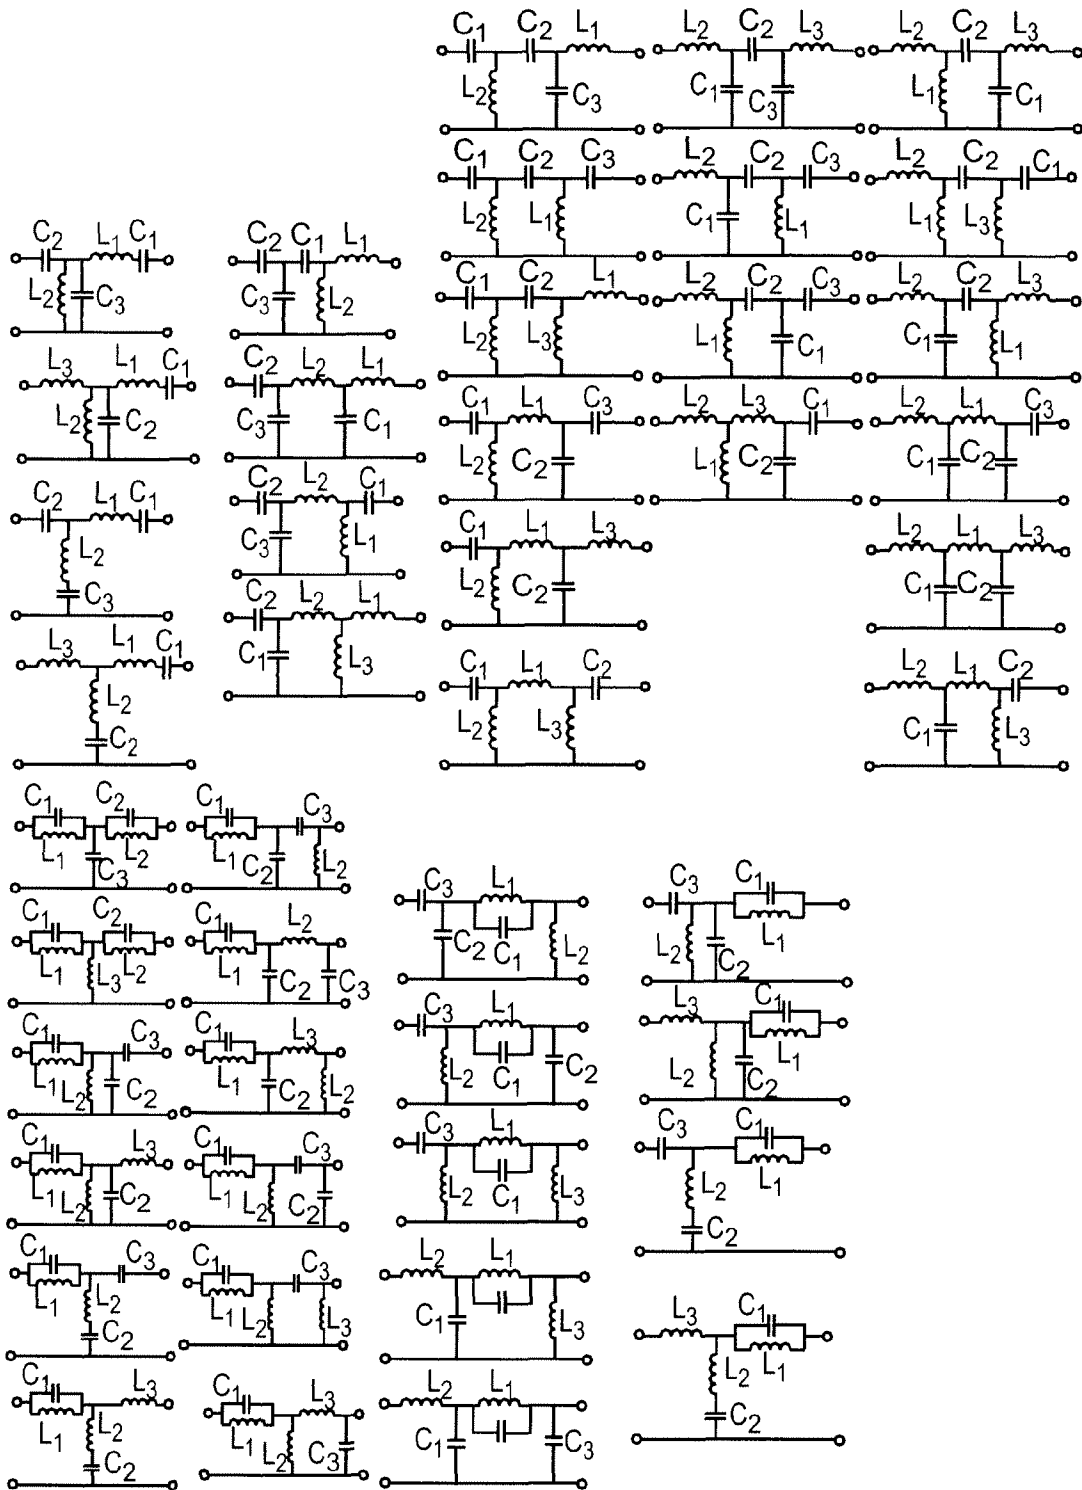 C1 C2 L1 L2 C3
L2 C2 L3 C1 C3
L2 C2 L3 L1 C1
C1 C2 C3 L2 L1
L2 C2 C3 C1 L1
L2 C2 C1 L1 L3
C1 C2 L1 L2 L3
L2 C2 C3 L1 C1
L2 C2 L3 C1 L1
C1 L1 C3 L2 C2
L2 L3 C1 L1 C2
L2 L1 C3 C1 C2
C1 L1 L3 L2 C2
L2 L1 L3 C1 C2
C1 L1 C2 L2 L3
L2 L1 C2 C1 L3
C2 L1 C1 L2 C3
C2 C1 L1 C3 L2
L3 L1 C1 L2 C2
C2 L2 L1 C3 C1
C2 L1 C1 L2 C3
C2 L2 C1 C3 L1
L3 L1 C1 L2 C2
C2 L2 L1 C1 L3
C1 C2 L1 C3 L2
C1 C3 L1 C2 L2
C1 C2 L1 L3 L2
C1 L2 L1 C2 C3
C1 C3 L1 L2 C2
C1 L3 L1 C2 L2
C1 L3 L1 L2 C2
C1 C3 L1 L2 C2
C1 C3 L1 L2 C2
C1 C3 L1 L2 L3
C1 L3 L1 L2 C2
C1 L3 L1 L2 C3
C3 L1 C2 C1 L2
C3 C1 L2 C2 L1
C3 L1 L2 C1 C2
L3 C1 L2 C2 L1
C3 L1 L2 C1 L3
C3 C1 L2 L1 C2
L2 L1 C1 L3
L3 C1 L2 L1 C2
L2 L1 C1 C3